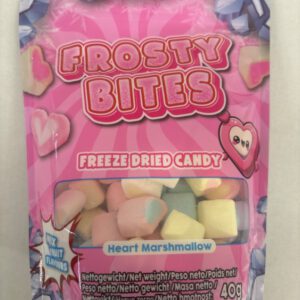 FROSTY
BITES
FREEZE DRIED CANDY
Heart Marshmallow
Nettogewicht/Net weight/Peso neto/Poids net/
Peso netto/Netto gewicht/Masa netto/
40g